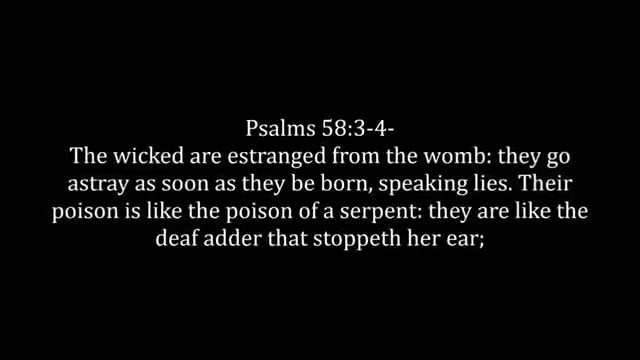 Psalms 58:3-4-
The wicked are estranged from the womb: they go
astray as soon as they be born, speaking lies. Their
poison is like the poison of a serpent: they are like the
deaf adder that stoppeth her ear;